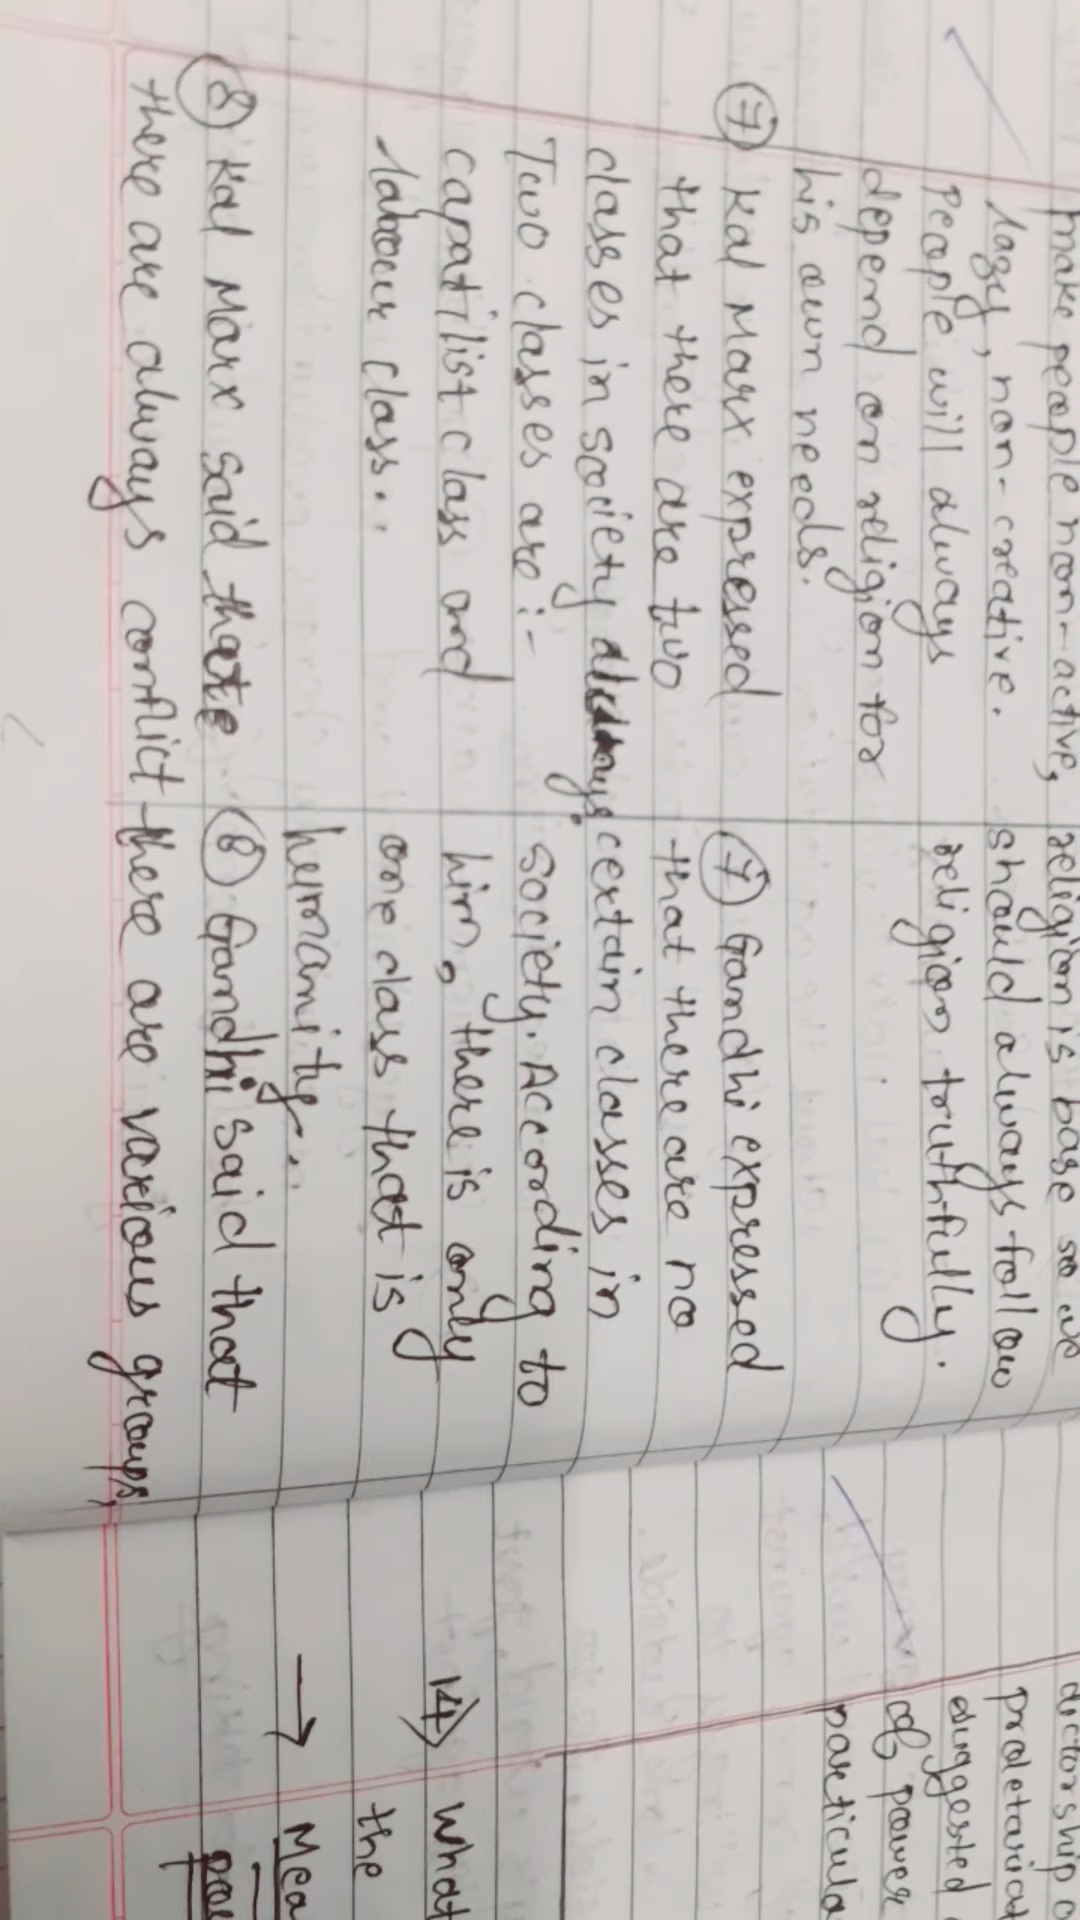 make people non-active,
lazy, non-creative.
People will always
depend on religion for
his own needs.
⑦ Kal Marx expressed
that there are two
classes in society always.
Two classes are :-
capatilist class and
labour class..
⑧ Kal Marx said that
there are always conflict
religion is base so we
should always follow
religion truthfully.
⑦ Gandhi expressed
that there are no
certain classes in
society. According to
him, there is only
one class that is
humanity..
⑧ Gandhi said that
there are various groups,
dictorship o
proletariat
suggested
of power
particula
14) What
the
→ Mea